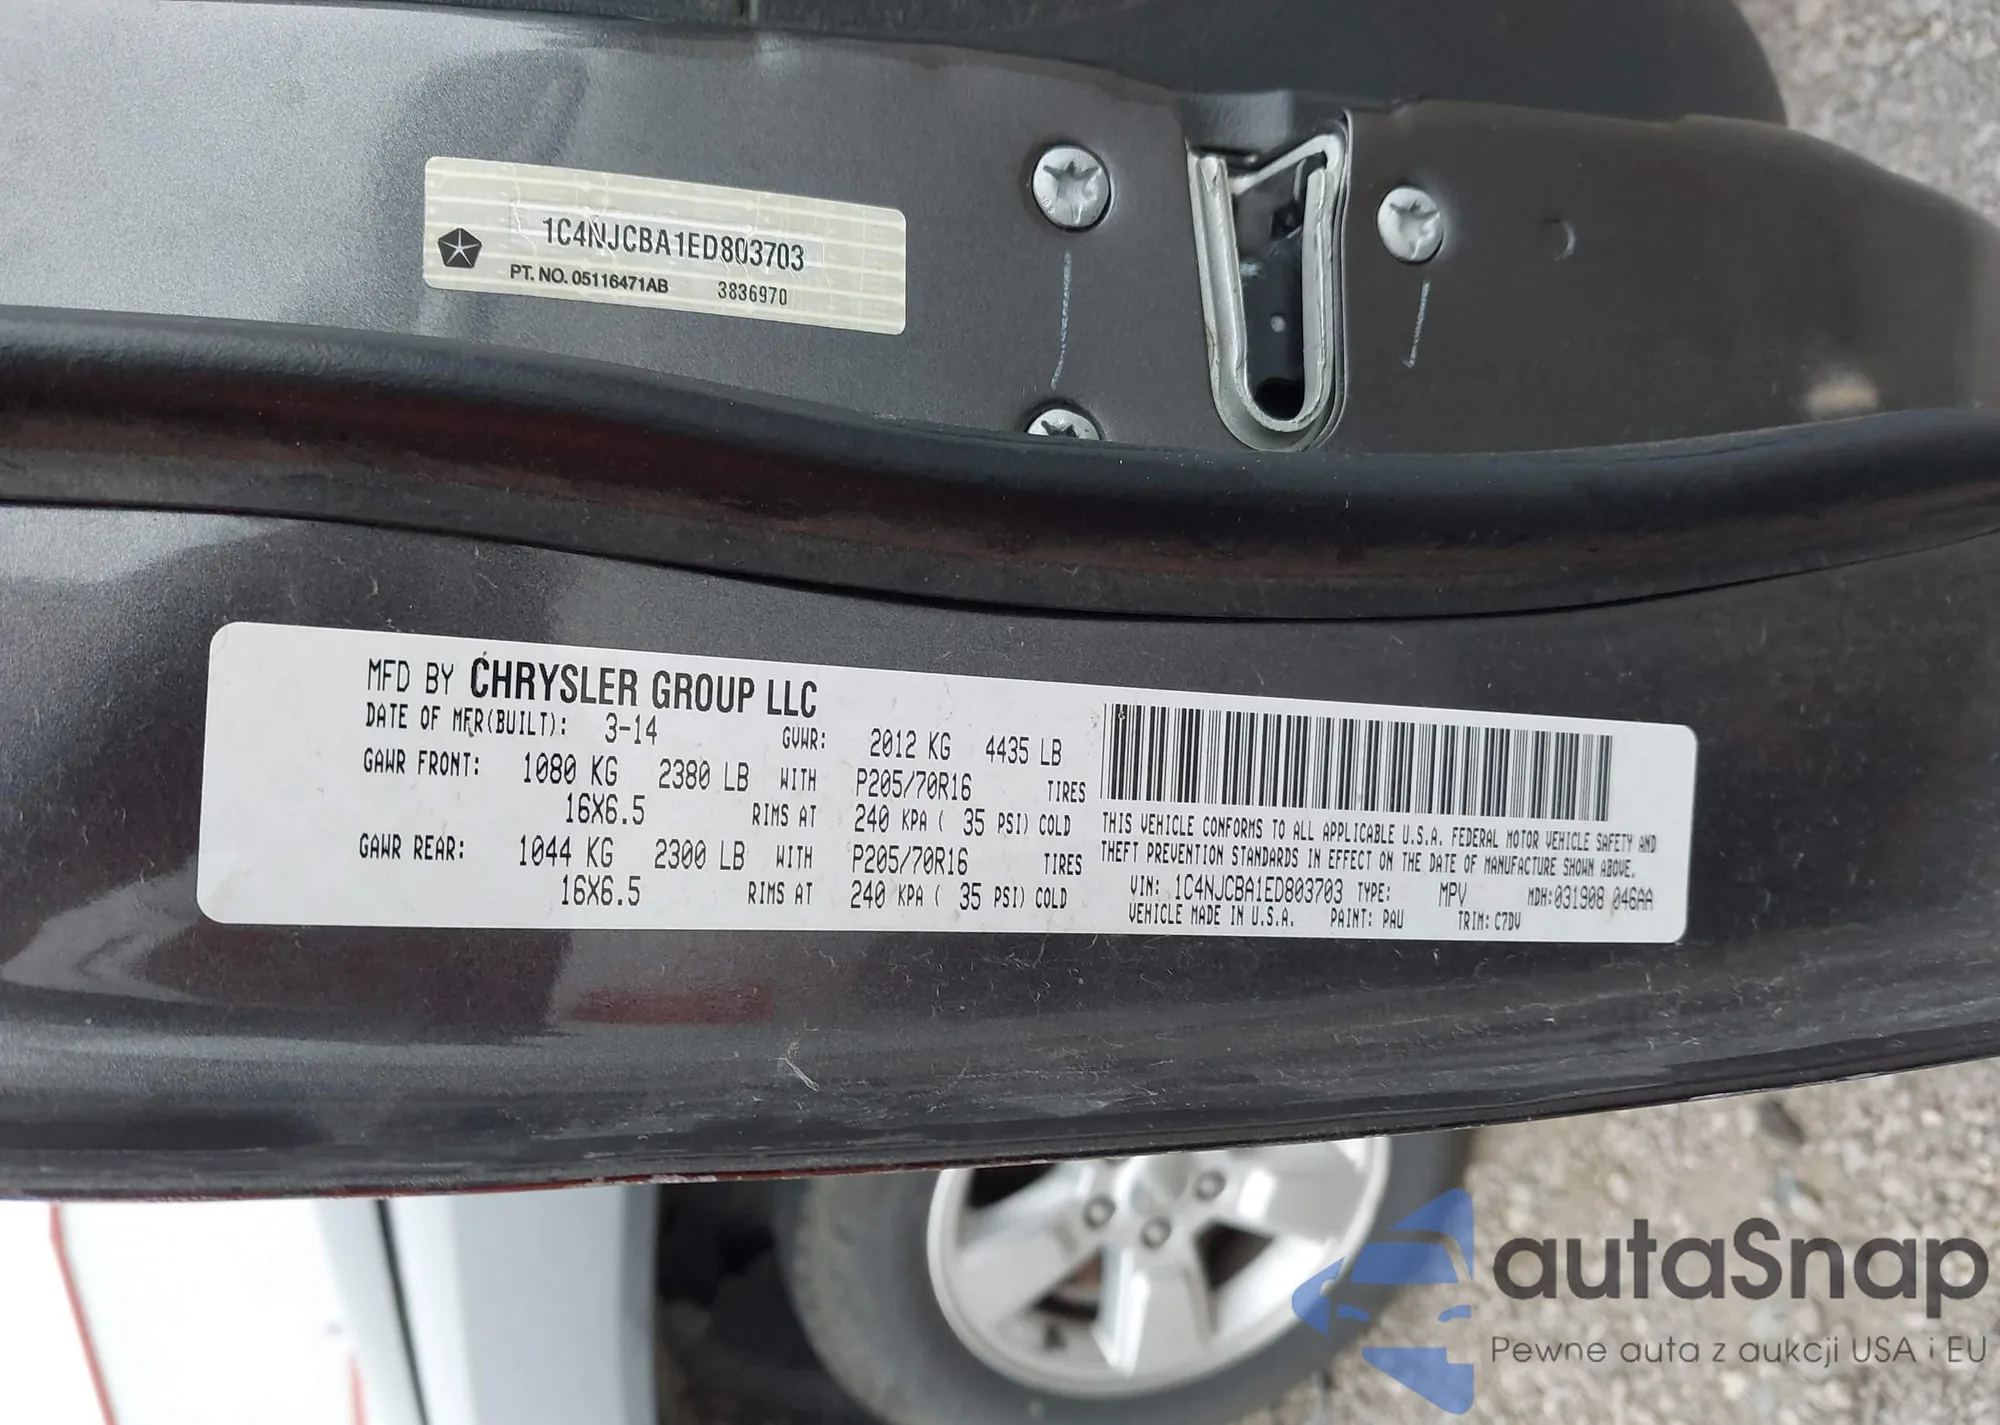 1C4NJCBA1ED803703
PT. NO. 05116471AB 3836970
MFD BY CHRYSLER GROUP LLC
DATE OF MFR(BUILT): 3-14 GVWR: 2012 KG 4435 LB
GAWR FRONT: 1080 KG 2380 LB WITH P205/70R16 TIRES
16X6.5 RIMS AT 240 KPA ( 35 PSI) COLD
GAWR REAR: 1044 KG 2300 LB WITH P205/70R16 TIRES
16X6.5 RIMS AT 240 KPA ( 35 PSI) COLD
THIS VEHICLE CONFORMS TO ALL APPLICABLE U.S.A. FEDERAL MOTOR VEHICLE SAFETY AND
THEFT PREVENTION STANDARDS IN EFFECT ON THE DATE OF MANUFACTURE SHOWN ABOVE.
VIN: 1C4NJCBA1ED803703 TYPE: MPV MDH:031908 046AA
VEHICLE MADE IN U.S.A. PAINT: PAU TRIM: C7DV
autaSnap
Pewne auta z aukcji USA i EU